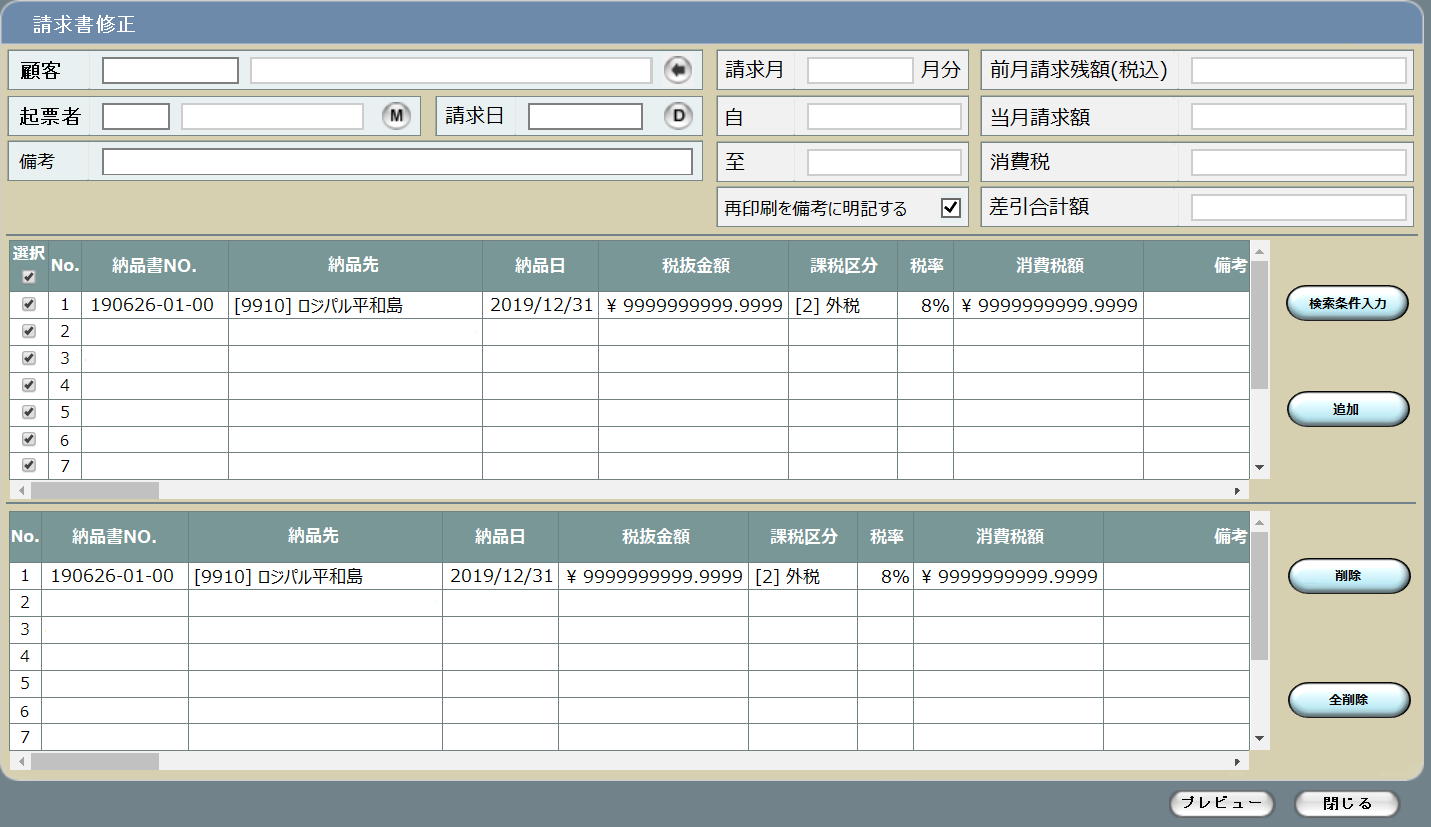 請求書修正
顧客
請求月 月分
前月請求残額(税込)
起票者 M
請求日 D
自
当月請求額
備考
至
消費税
再印刷を備考に明記する
差引合計額
選択 No. 納品書NO. 納品先 納品日 税抜金額 課税区分 税率 消費税額 備考
1 190626-01-00 [9910] ロジパル平和島 2019/12/31 ¥ 9999999999.9999 [2] 外税 8% ¥ 9999999999.9999
2
3
4
5
6
7
検索条件入力
追加
No. 納品書NO. 納品先 納品日 税抜金額 課税区分 税率 消費税額 備考
1 190626-01-00 [9910] ロジパル平和島 2019/12/31 ¥ 9999999999.9999 [2] 外税 8% ¥ 9999999999.9999
2
3
4
5
6
7
削除
全削除
プレビュー 閉じる